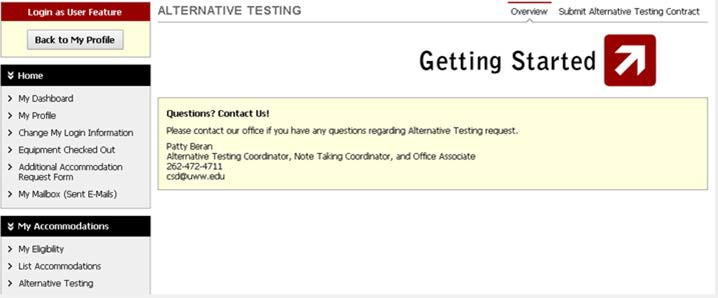 Login as User Feature
Back to My Profile
Home
My Dashboard
My Profile
Change My Login Information
Equipment Checked Out
Additional Accommodation
Request Form
My Mailbox (Sent E-Mails)
My Accommodations
My Eligibility
List Accommodations
Alternative Testing
ALTERNATIVE TESTING
Overview
Submit Alternative Testing Contract
Getting Started
Questions? Contact Us!
Please contact our office if you have any questions regarding Alternative Testing request.
Patty Beran
Alternative Testing Coordinator, Note Taking Coordinator, and Office Associate
262-472-4711
csd@uww.edu